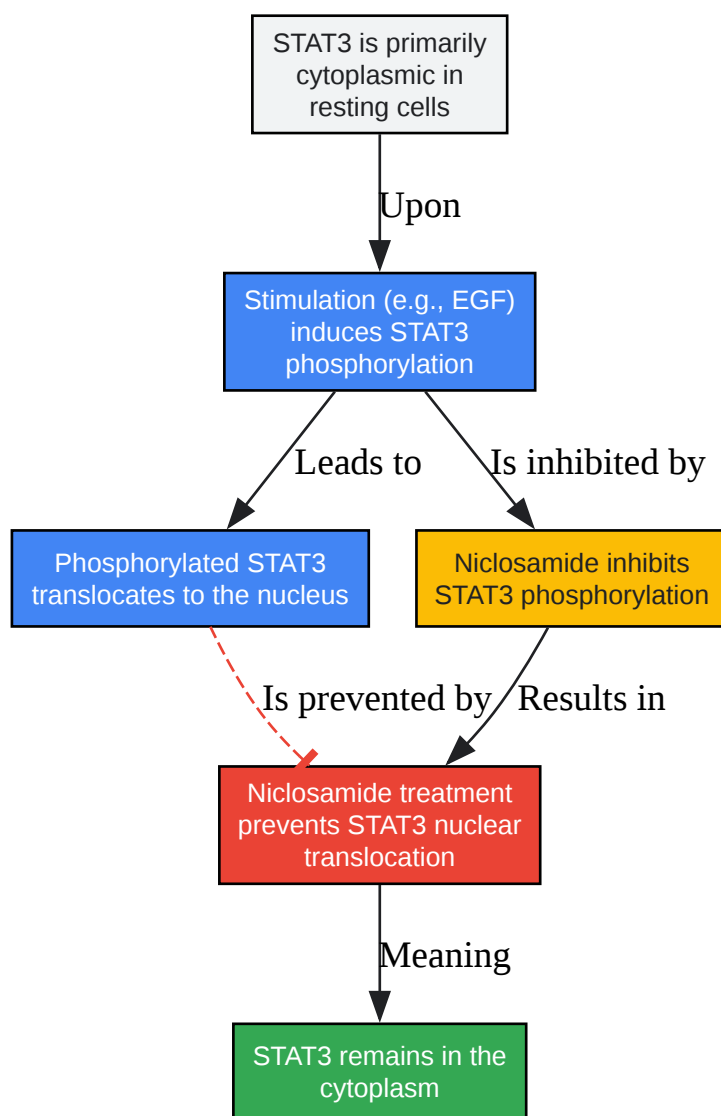 STAT3 is primarily
cytoplasmic in
resting cells
Upon
Stimulation (e.g., EGF)
induces STAT3
phosphorylation
Leads to
Is inhibited by
Phosphorylated STAT3
translocates to the nucleus
Niclosamide inhibits
STAT3 phosphorylation
Is prevented by
Results in
Niclosamide treatment
prevents STAT3 nuclear
translocation
Meaning
STAT3 remains in the
cytoplasm